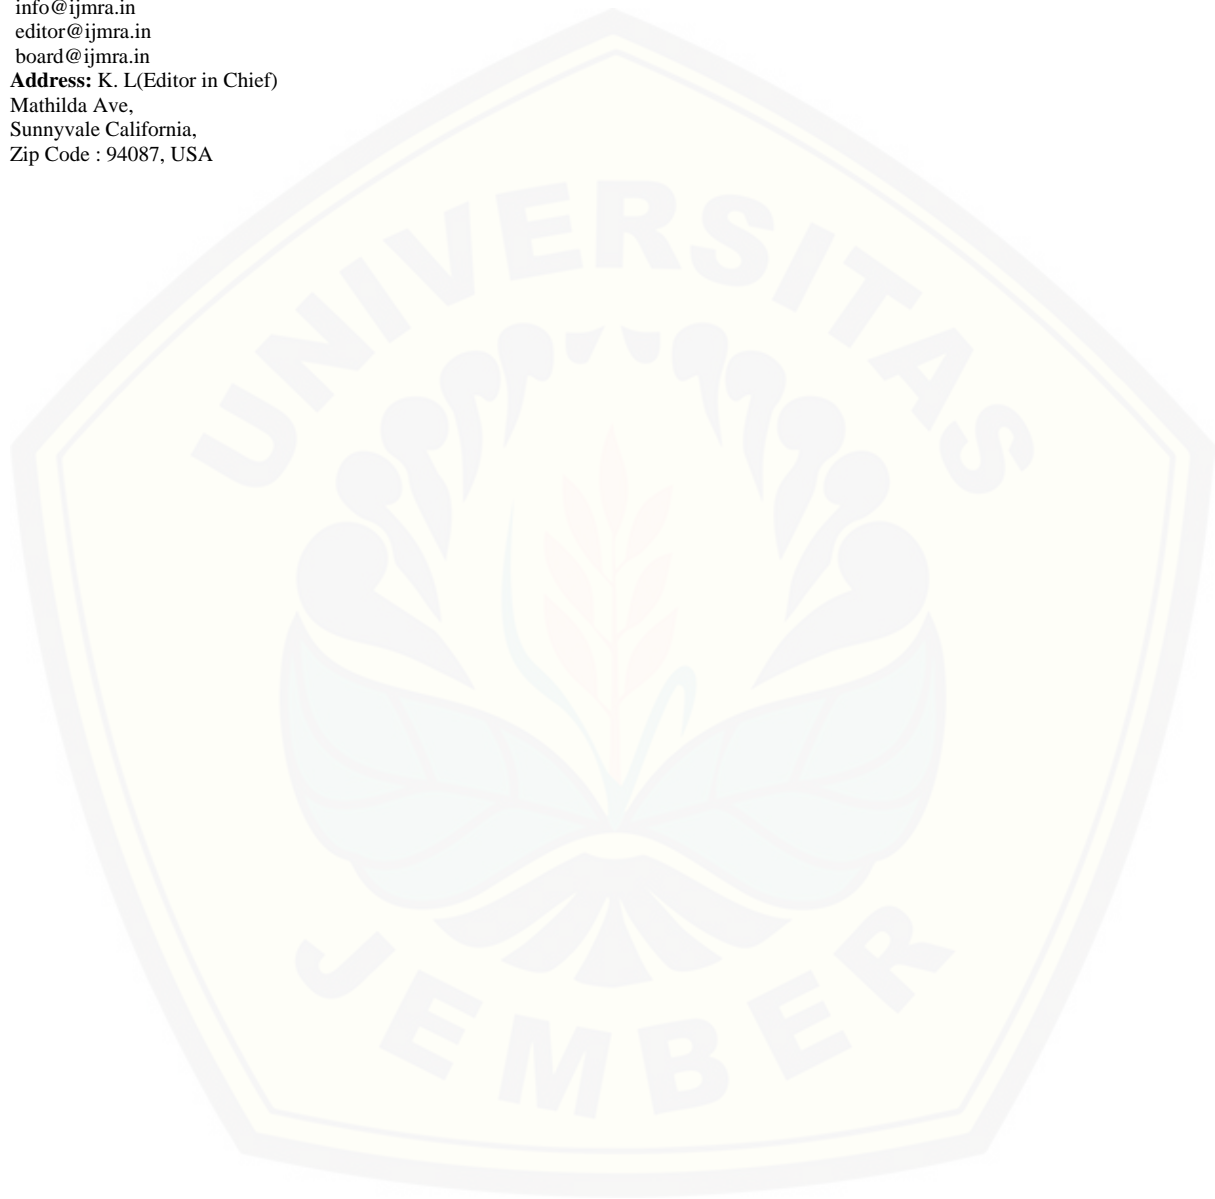 info@ijmra.in
editor@ijmra.in
board@ijmra.in
Address: K. L(Editor in Chief)
Mathilda Ave,
Sunnyvale California,
Zip Code : 94087, USA
UNIVERSITAS
JEMBER